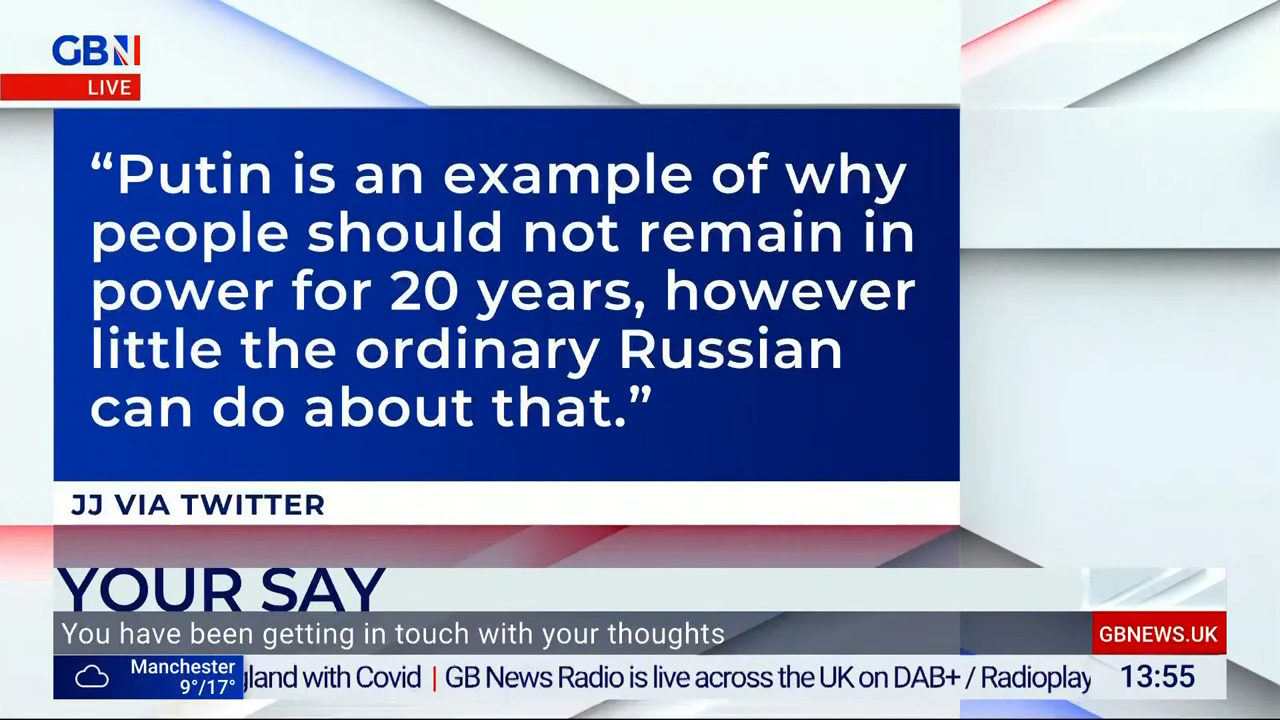 GBN
LIVE
“Putin is an example of why
people should not remain in
power for 20 years, however
little the ordinary Russian
can do about that.”
JJ VIA TWITTER
YOUR SAY
You have been getting in touch with your thoughts
GBNEWS.UK
Manchester
9°/17°
gland with Covid | GB News Radio is live across the UK on DAB+ / Radioplay
13:55